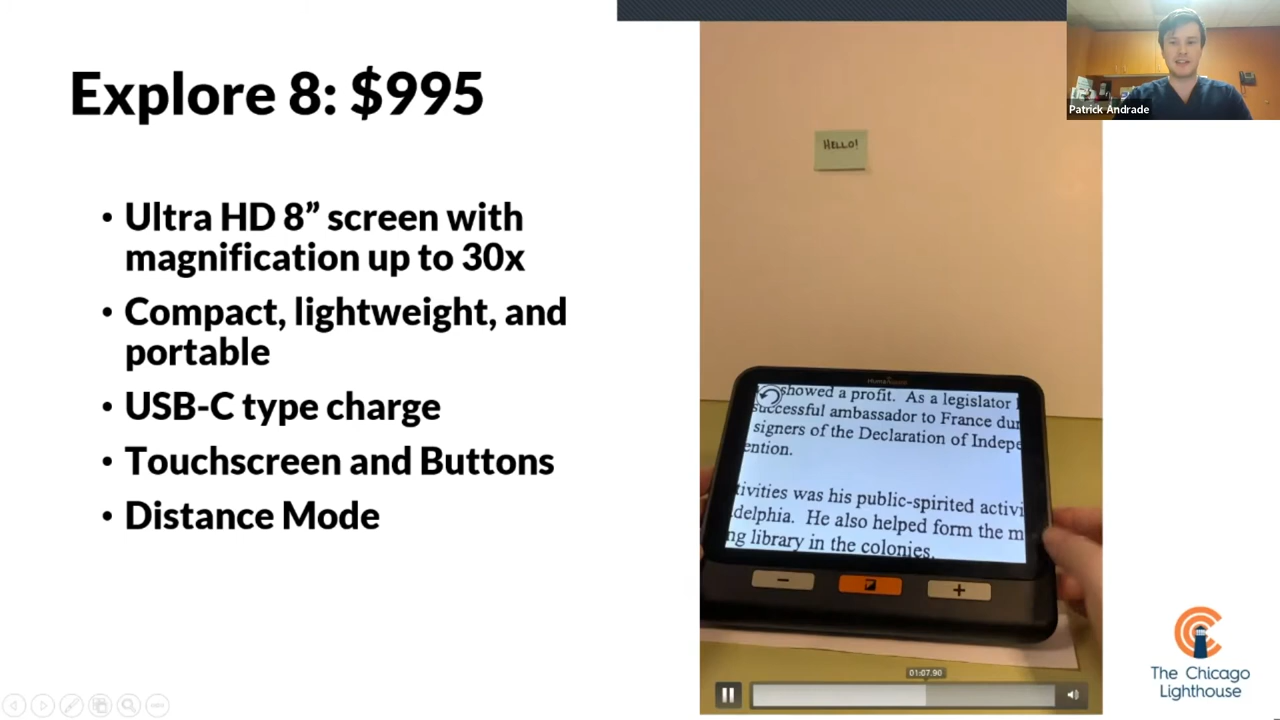 Explore 8: $995
• Ultra HD 8” screen with
magnification up to 30x
• Compact, lightweight, and
portable
• USB-C type charge
• Touchscreen and Buttons
• Distance Mode
HELLO!
showed a profit. As a legislator
successful ambassador to France dur
signers of the Declaration of Indepe
ention.
tivities was his public-spirited activi
delphia. He also helped form the m
ng library in the colonies.
01:07.90
Patrick Andrade
The Chicago
Lighthouse